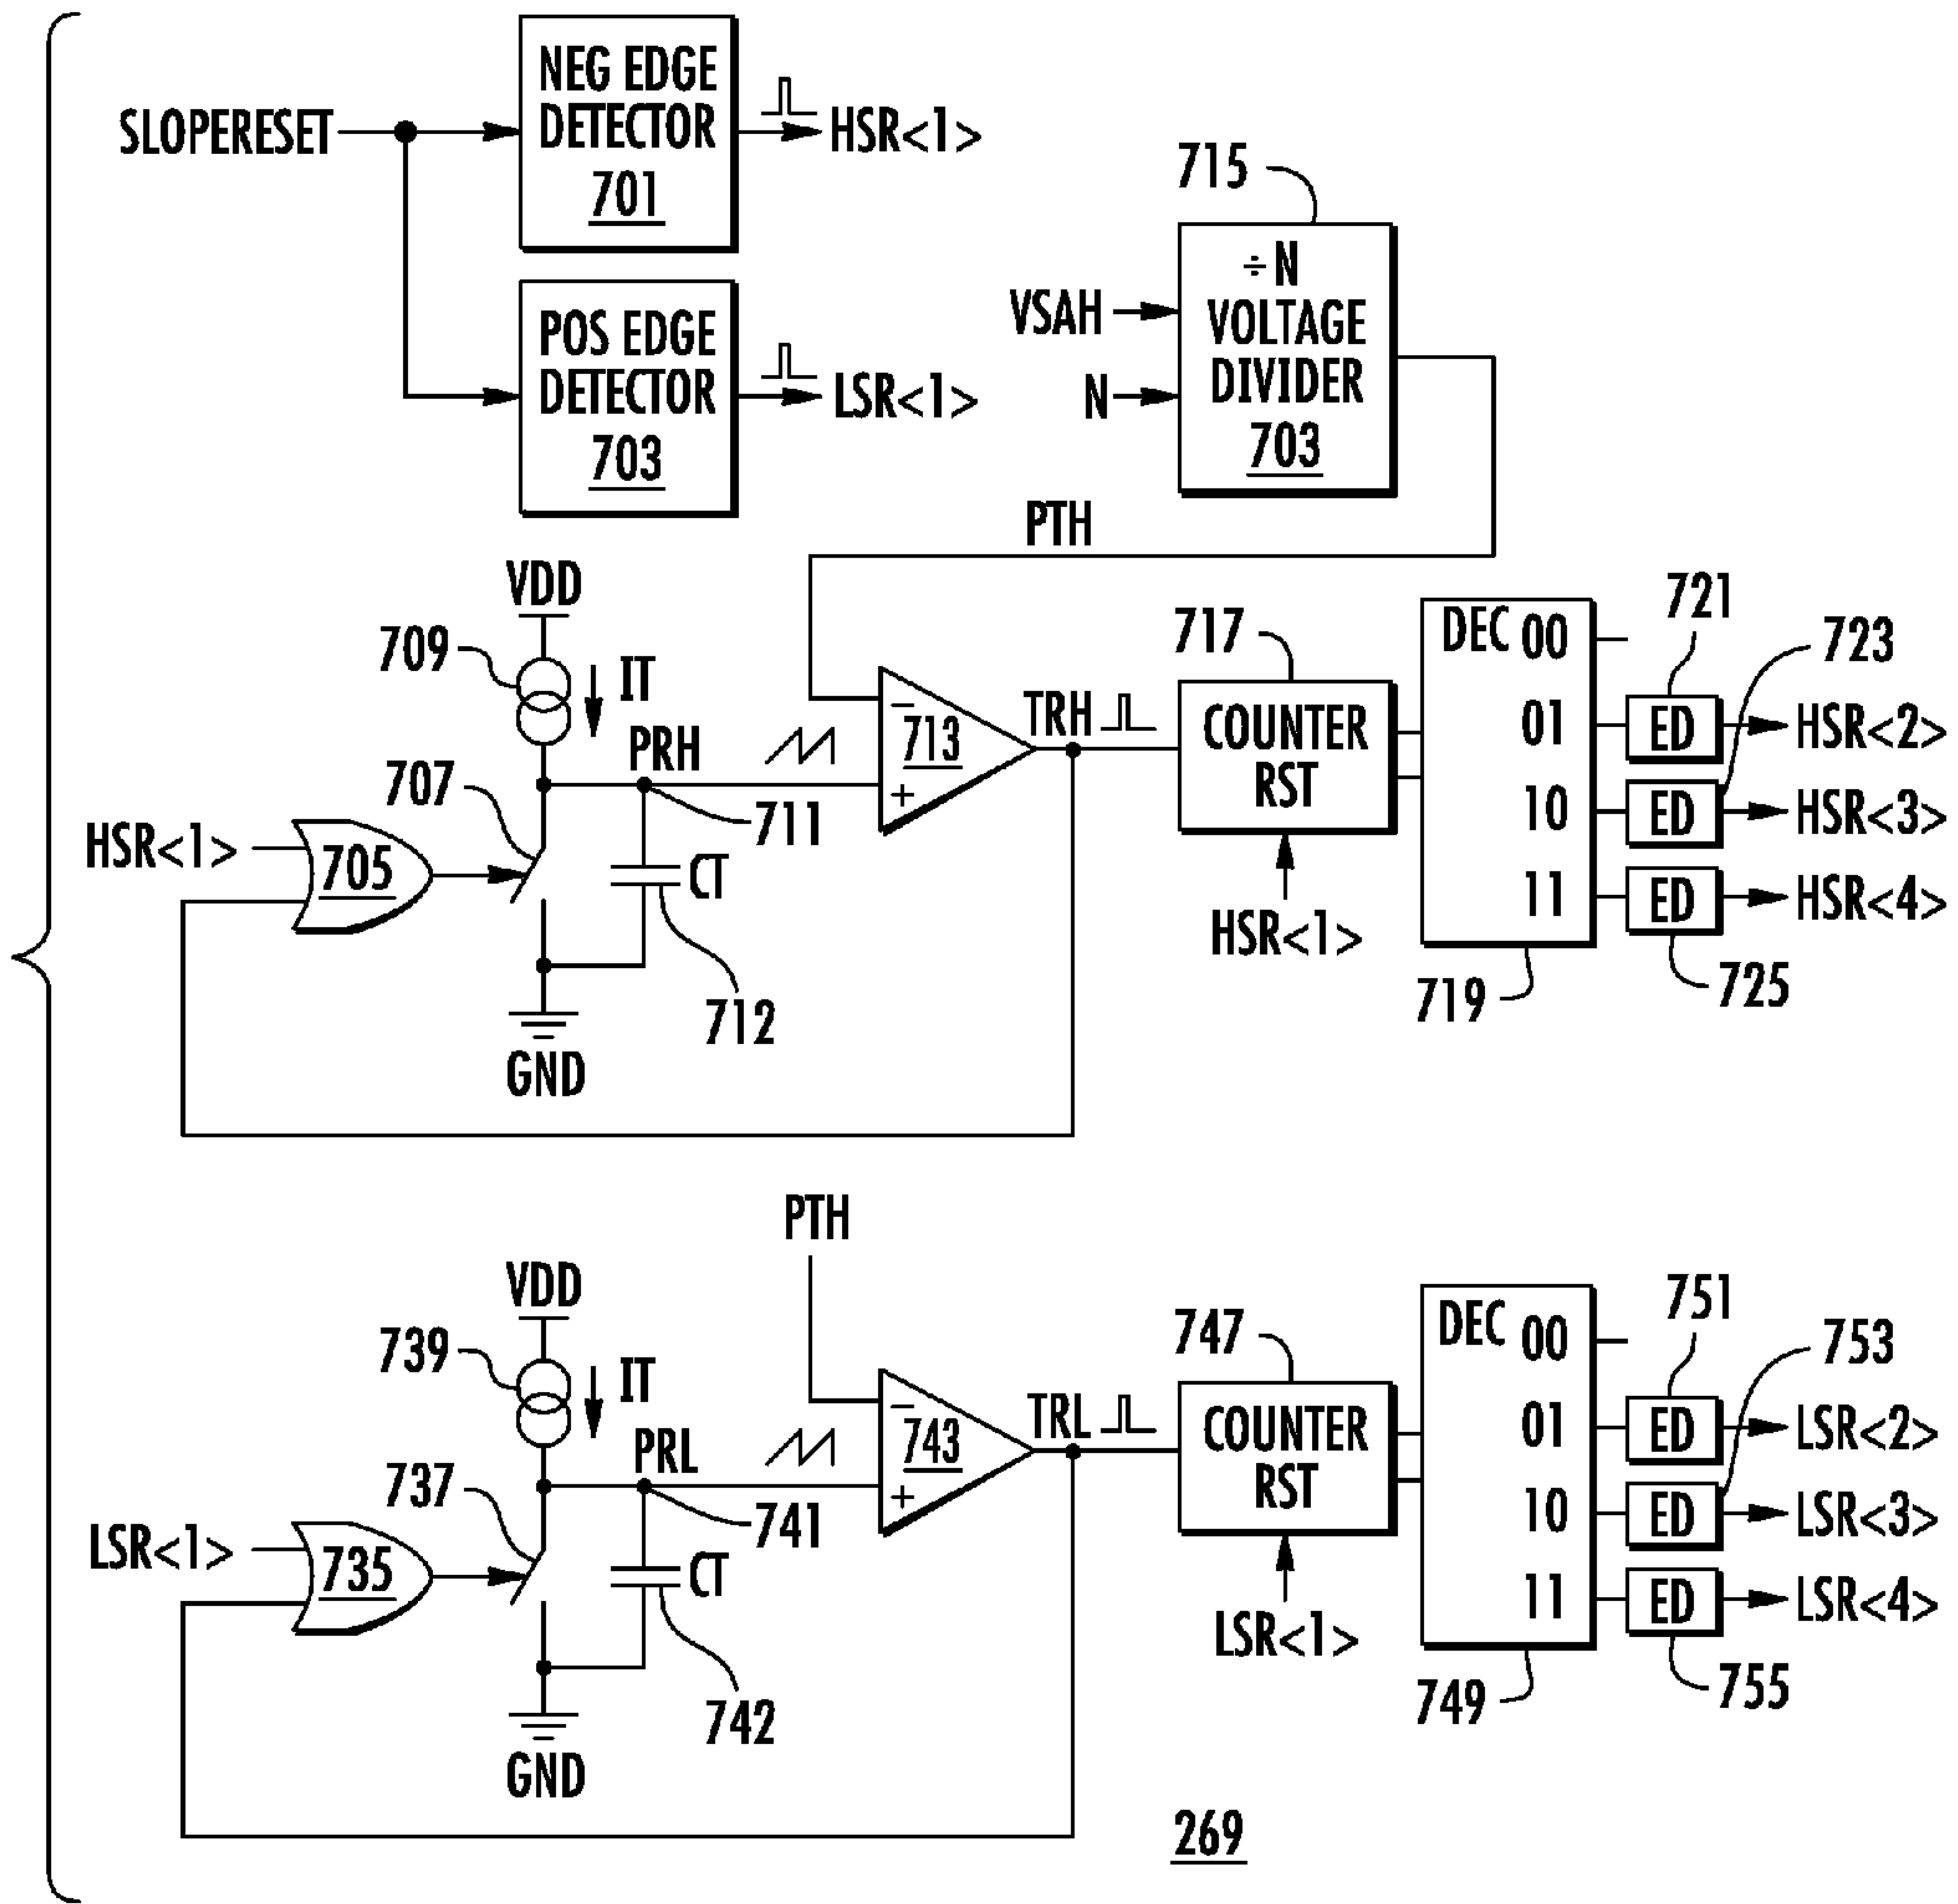 SLOPERESET
NEG EDGE
DETECTOR
701
HSR<1>
POS EDGE
DETECTOR
703
LSR<1>
715
VSAH
N
÷N
VOLTAGE
DIVIDER
703
PTH
VDD
709
IT
PRH
707
711
HSR<1>
705
CT
712
GND
−
713
+
TRH
717
COUNTER
RST
HSR<1>
DEC
00
01
10
11
719
721
723
ED
HSR<2>
ED
HSR<3>
ED
HSR<4>
725
PTH
VDD
739
IT
PRL
737
741
LSR<1>
735
CT
742
GND
−
743
+
TRL
747
COUNTER
RST
LSR<1>
DEC
00
01
10
11
749
751
753
ED
LSR<2>
ED
LSR<3>
ED
LSR<4>
755
269